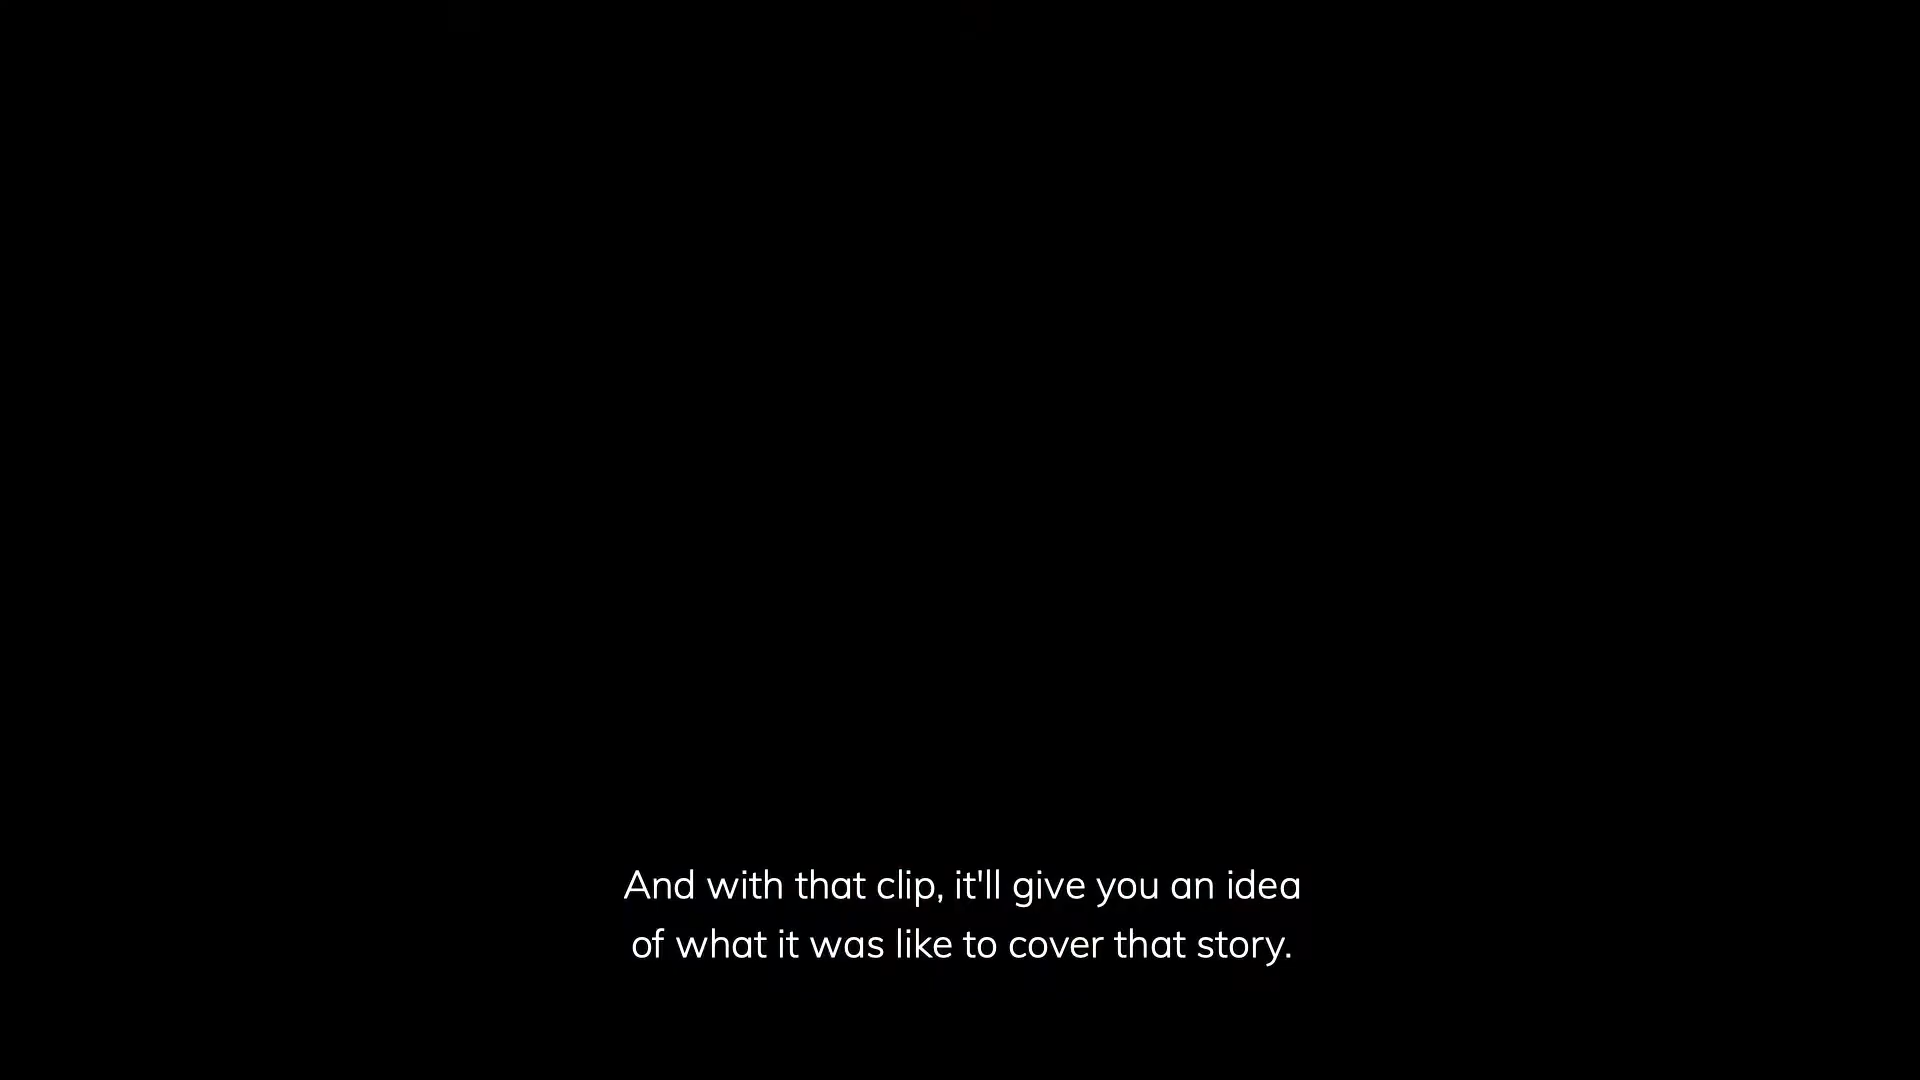 And with that clip, it'll give you an idea
of what it was like to cover that story.